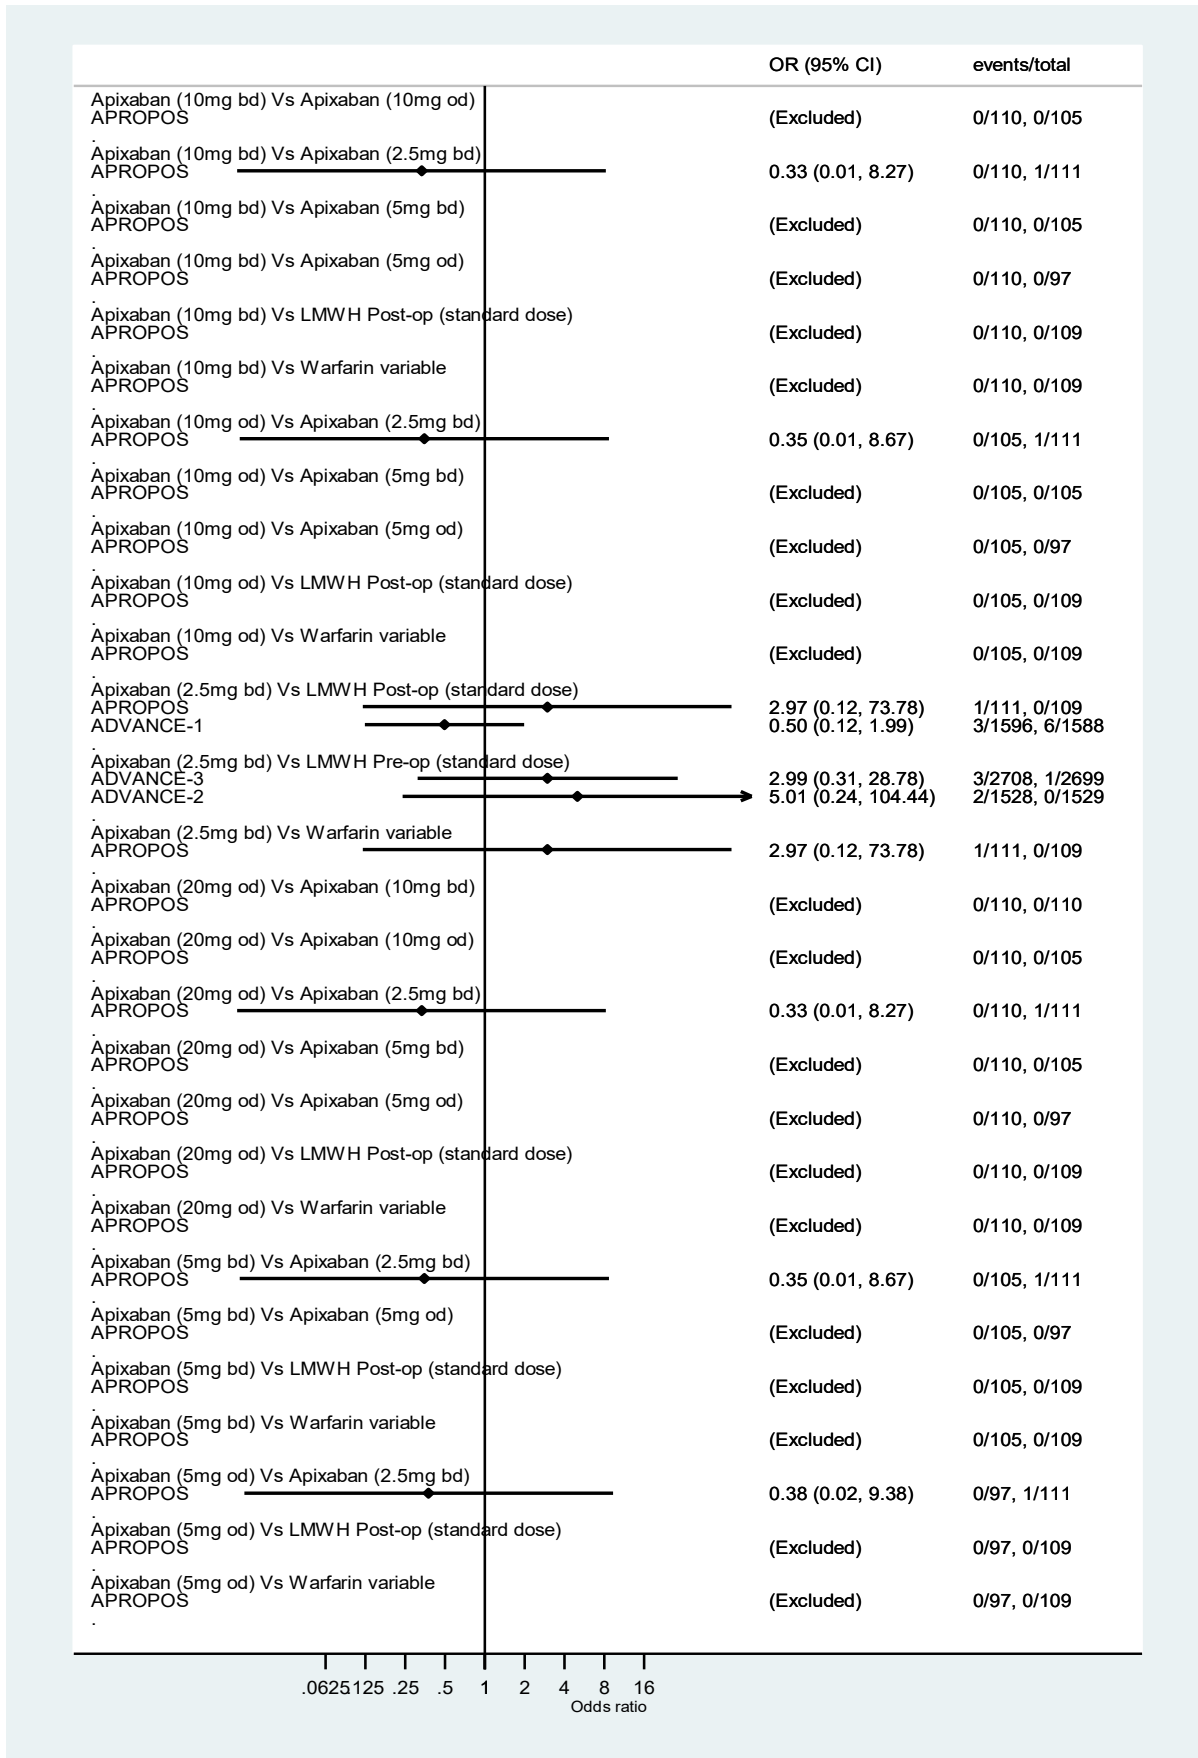 OR (95% CI) events/total
Apixaban (10mg bd) Vs Apixaban (10mg od)
APROPOS (Excluded) 0/110, 0/105
.
Apixaban (10mg bd) Vs Apixaban (2.5mg bd)
APROPOS 0.33 (0.01, 8.27) 0/110, 1/111
.
Apixaban (10mg bd) Vs Apixaban (5mg bd)
APROPOS (Excluded) 0/110, 0/105
.
Apixaban (10mg bd) Vs Apixaban (5mg od)
APROPOS (Excluded) 0/110, 0/97
.
Apixaban (10mg bd) Vs LMWH Post-op (standard dose)
APROPOS (Excluded) 0/110, 0/109
.
Apixaban (10mg bd) Vs Warfarin variable
APROPOS (Excluded) 0/110, 0/109
.
Apixaban (10mg od) Vs Apixaban (2.5mg bd)
APROPOS 0.35 (0.01, 8.67) 0/105, 1/111
.
Apixaban (10mg od) Vs Apixaban (5mg bd)
APROPOS (Excluded) 0/105, 0/105
.
Apixaban (10mg od) Vs Apixaban (5mg od)
APROPOS (Excluded) 0/105, 0/97
.
Apixaban (10mg od) Vs LMWH Post-op (standard dose)
APROPOS (Excluded) 0/105, 0/109
.
Apixaban (10mg od) Vs Warfarin variable
APROPOS (Excluded) 0/105, 0/109
.
Apixaban (2.5mg bd) Vs LMWH Post-op (standard dose)
APROPOS 2.97 (0.12, 73.78) 1/111, 0/109
ADVANCE-1 0.50 (0.12, 1.99) 3/1596, 6/1588
.
Apixaban (2.5mg bd) Vs LMWH Pre-op (standard dose)
ADVANCE-3 2.99 (0.31, 28.78) 3/2708, 1/2699
ADVANCE-2 5.01 (0.24, 104.44) 2/1528, 0/1529
.
Apixaban (2.5mg bd) Vs Warfarin variable
APROPOS 2.97 (0.12, 73.78) 1/111, 0/109
.
Apixaban (20mg od) Vs Apixaban (10mg bd)
APROPOS (Excluded) 0/110, 0/110
.
Apixaban (20mg od) Vs Apixaban (10mg od)
APROPOS (Excluded) 0/110, 0/105
.
Apixaban (20mg od) Vs Apixaban (2.5mg bd)
APROPOS 0.33 (0.01, 8.27) 0/110, 1/111
.
Apixaban (20mg od) Vs Apixaban (5mg bd)
APROPOS (Excluded) 0/110, 0/105
.
Apixaban (20mg od) Vs Apixaban (5mg od)
APROPOS (Excluded) 0/110, 0/97
.
Apixaban (20mg od) Vs LMWH Post-op (standard dose)
APROPOS (Excluded) 0/110, 0/109
.
Apixaban (20mg od) Vs Warfarin variable
APROPOS (Excluded) 0/110, 0/109
.
Apixaban (5mg bd) Vs Apixaban (2.5mg bd)
APROPOS 0.35 (0.01, 8.67) 0/105, 1/111
.
Apixaban (5mg bd) Vs Apixaban (5mg od)
APROPOS (Excluded) 0/105, 0/97
.
Apixaban (5mg bd) Vs LMWH Post-op (standard dose)
APROPOS (Excluded) 0/105, 0/109
.
Apixaban (5mg bd) Vs Warfarin variable
APROPOS (Excluded) 0/105, 0/109
.
Apixaban (5mg od) Vs Apixaban (2.5mg bd)
APROPOS 0.38 (0.02, 9.38) 0/97, 1/111
.
Apixaban (5mg od) Vs LMWH Post-op (standard dose)
APROPOS (Excluded) 0/97, 0/109
.
Apixaban (5mg od) Vs Warfarin variable
APROPOS (Excluded) 0/97, 0/109
.
.0625 .125 .25 .5 1 2 4 8 16
Odds ratio